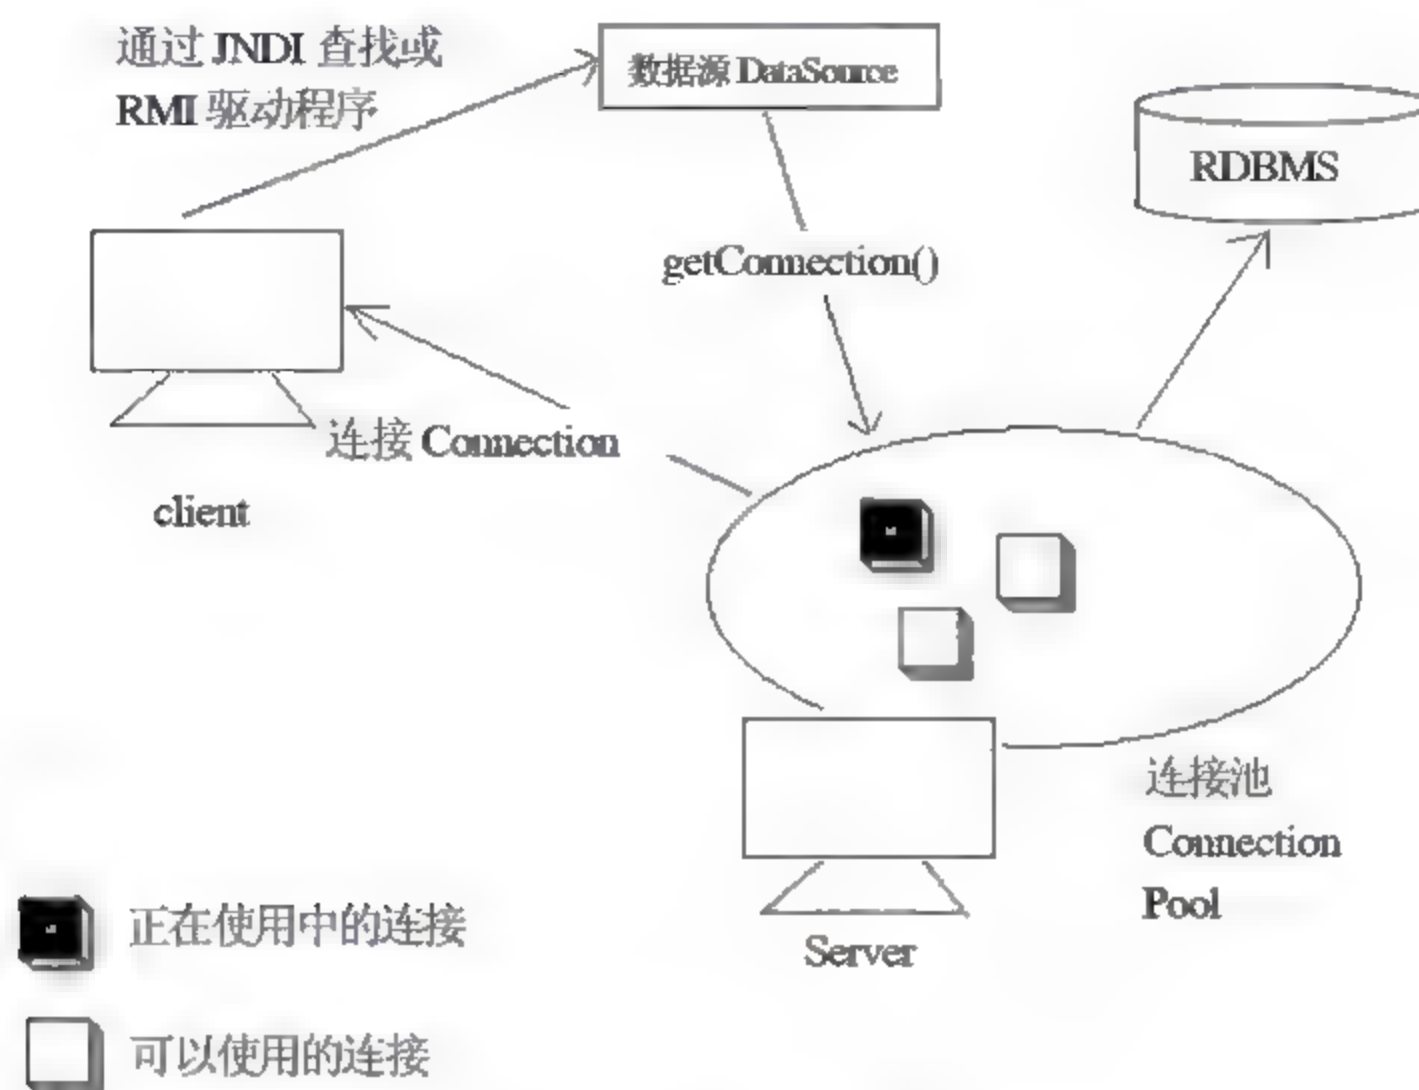 通过 JNDI 查找或
RMI 驱动程序
数据源 DataSource
RDBMS
getConnection()
连接 Connection
client
连接池
Connection
Pool
Server
正在使用中的连接
可以使用的连接